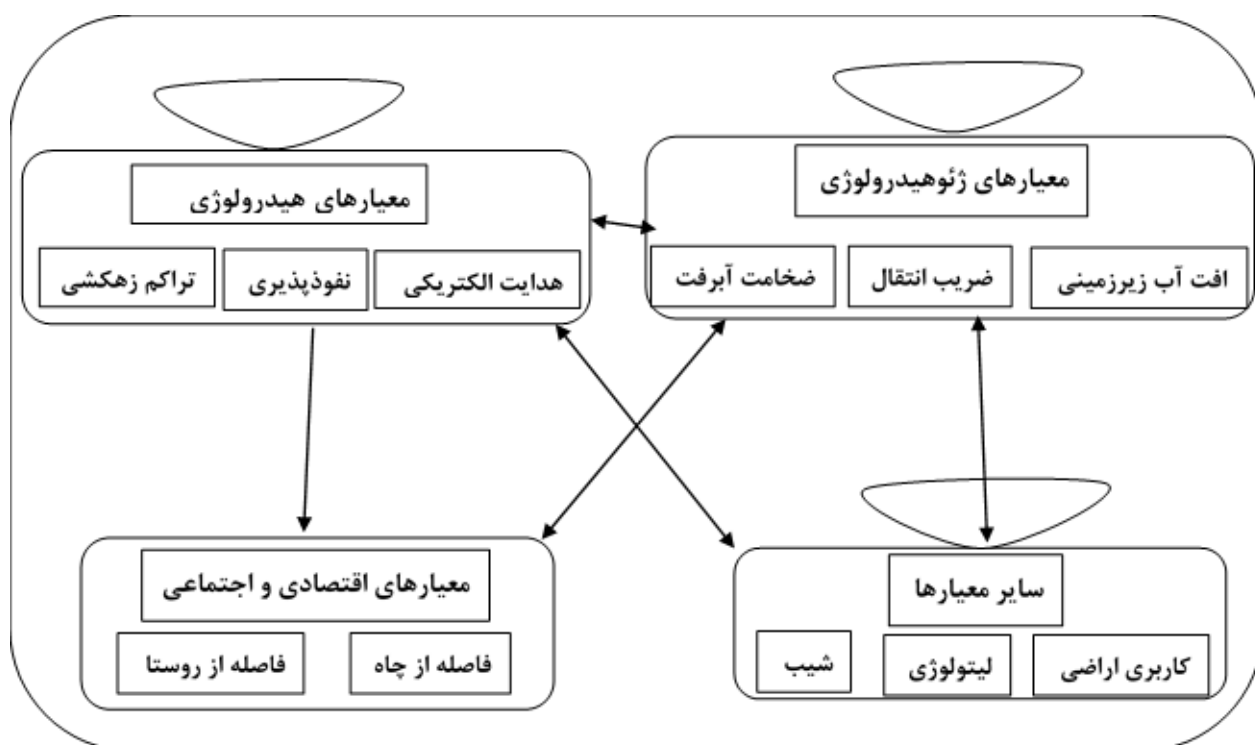 معیارهای ژئوهیدرولوژی
افت آب زیرزمینی
ضریب انتقال
ضخامت آبرفت
معیارهای هیدرولوژی
هدایت الکتریکی
نفوذپذیری
تراکم زهکشی
سایر معیارها
کاربری اراضی
لیتولوژی
شیب
معیارهای اقتصادی و اجتماعی
فاصله از چاه
فاصله از روستا